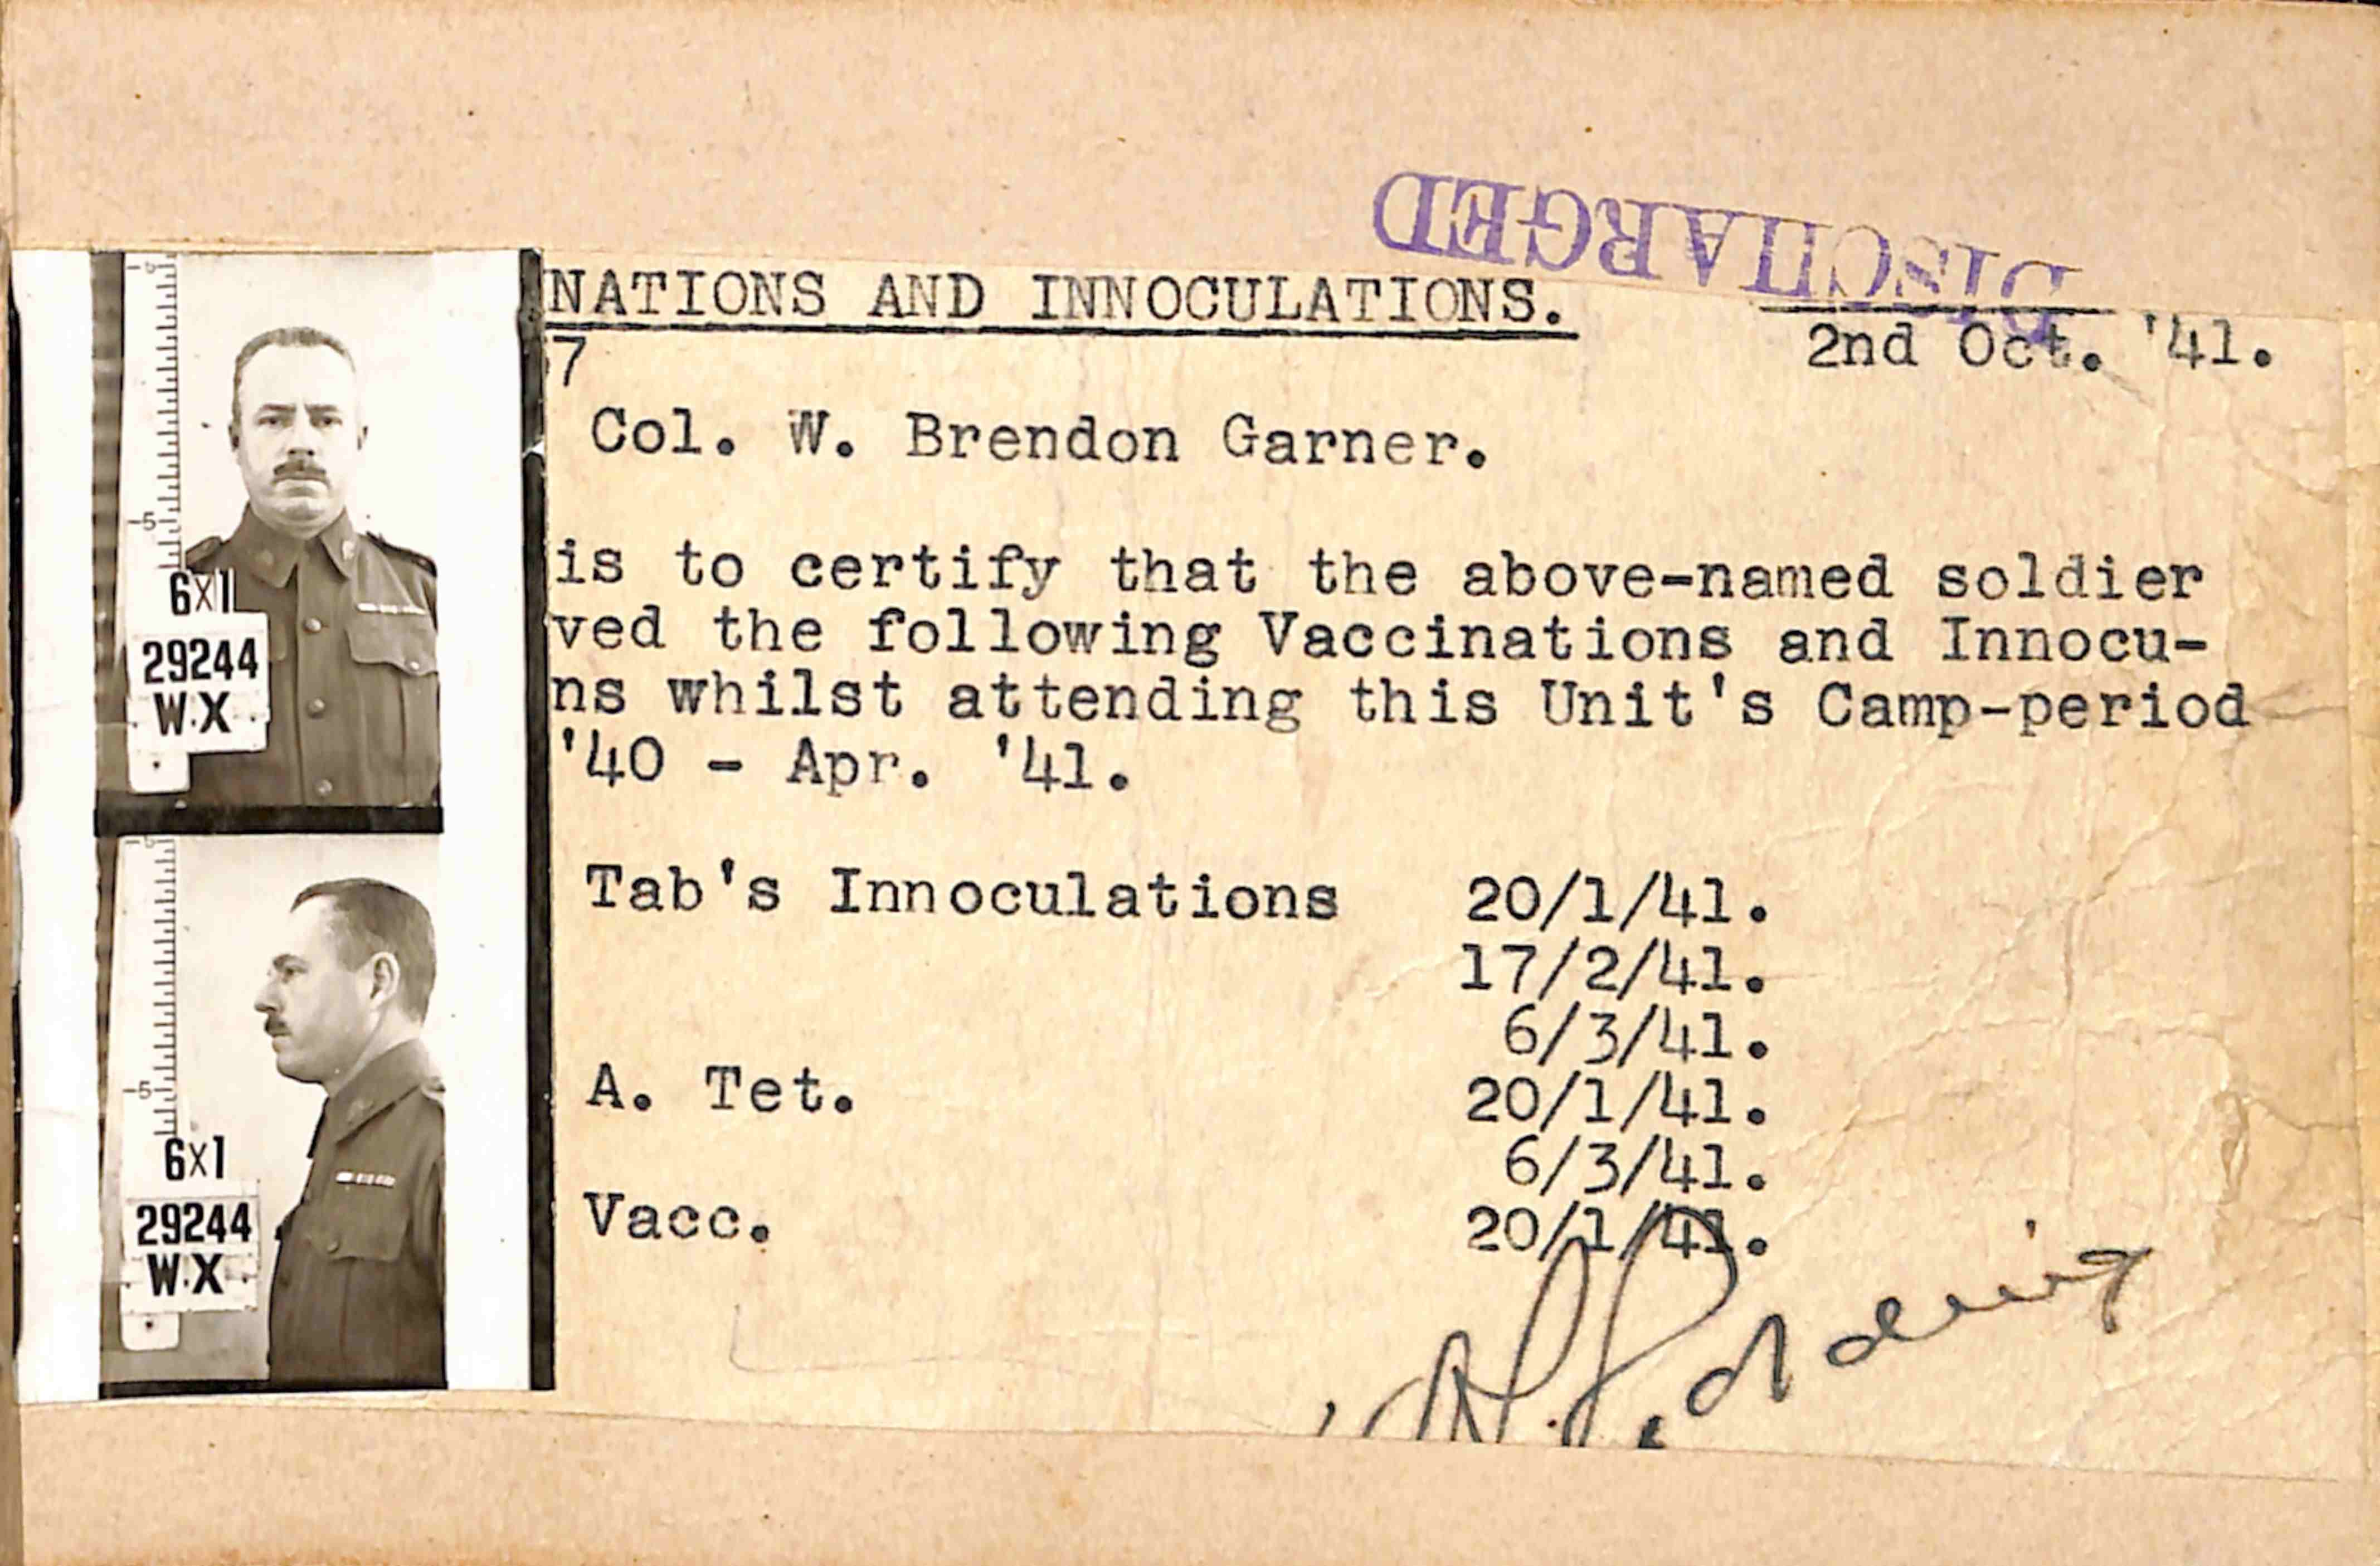 DISCHARGED
NATIONS AND INNOCULATIONS.
2nd Oct. '41.
7
Col. W. Brendon Garner.
is to certify that the above-named soldier
ved the following Vaccinations and Innocu-
ns whilst attending this Unit's Camp-period
'40 - Apr. '41.
Tab's Innoculations 20/1/41.
17/2/41.
6/3/41.
A. Tet. 20/1/41.
6/3/41.
Vacc. 20/1/41.
5
6x1
29244
W.X
5
6x1
29244
W.X